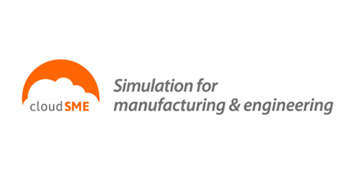 cloudSME
Simulation for
manufacturing & engineering